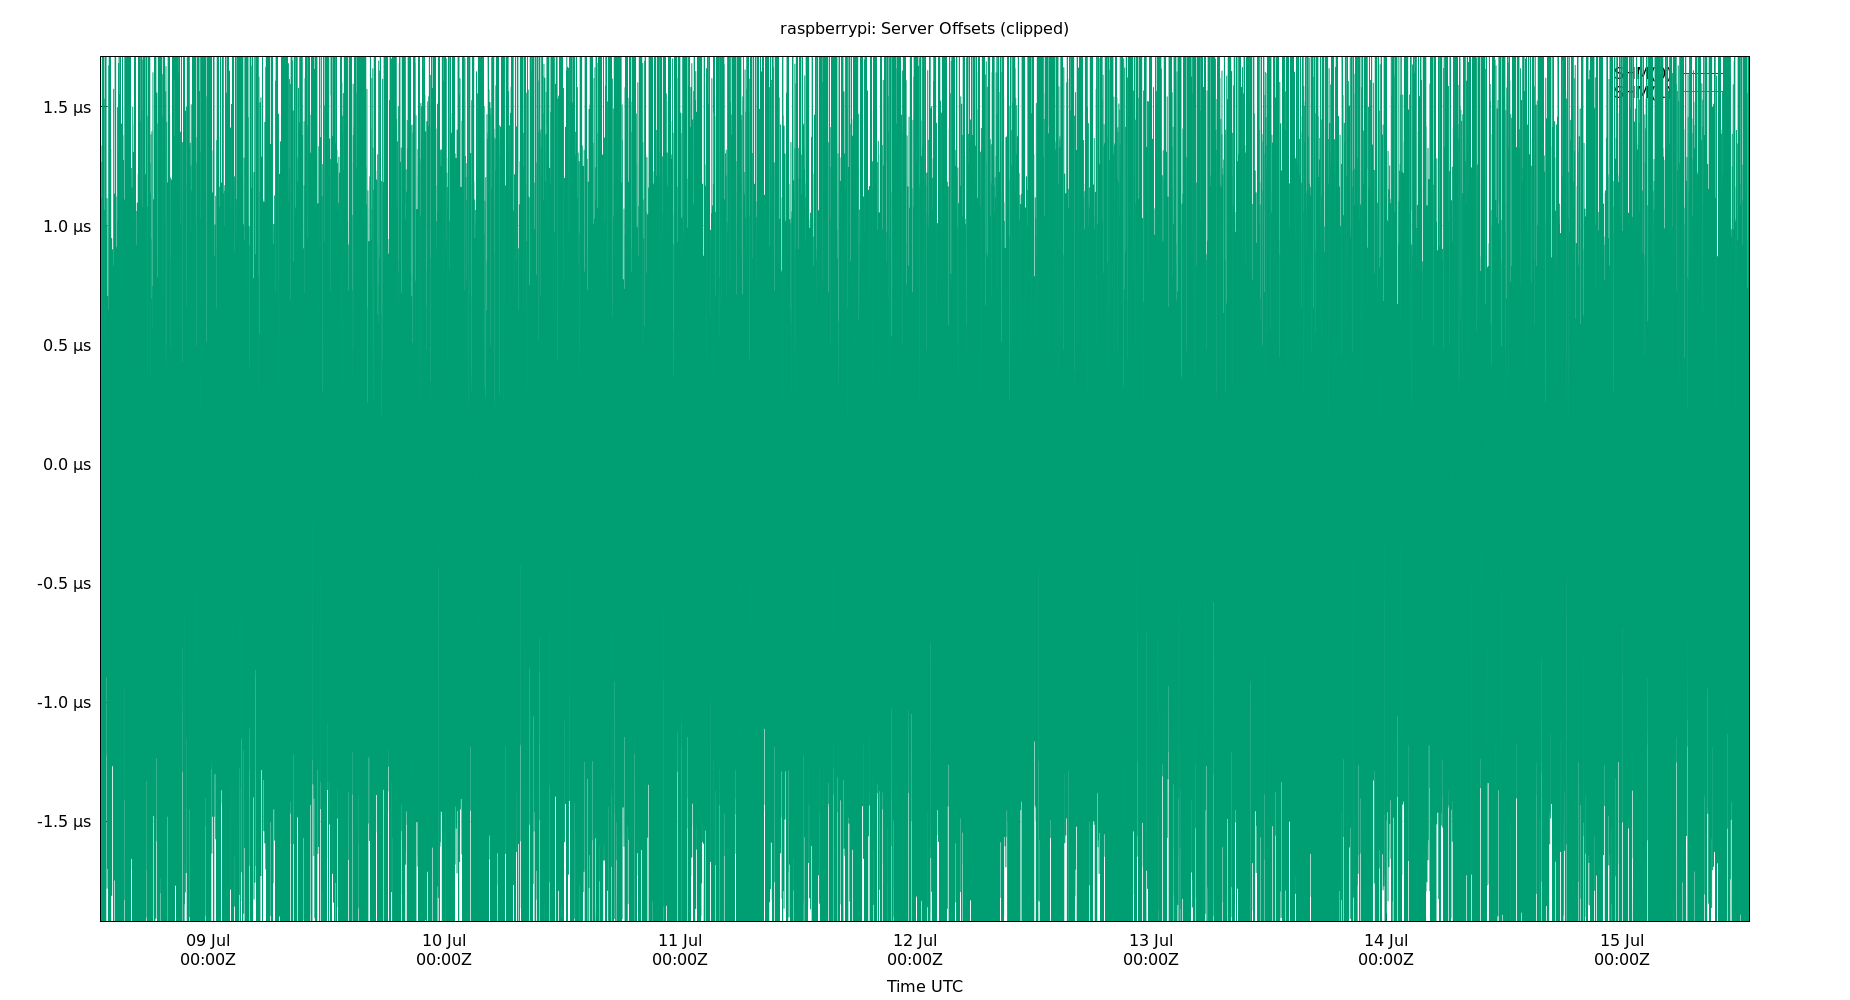 raspberrypi: Server Offsets (clipped)
SHM(0)
1.5 µs
1.0 µs
0.5 µs
0.0 µs
-0.5 µs
-1.0 µs
-1.5 µs
09 Jul
00:00Z
10 Jul
00:00Z
11 Jul
00:00Z
12 Jul
00:00Z
13 Jul
00:00Z
14 Jul
00:00Z
15 Jul
00:00Z
Time UTC